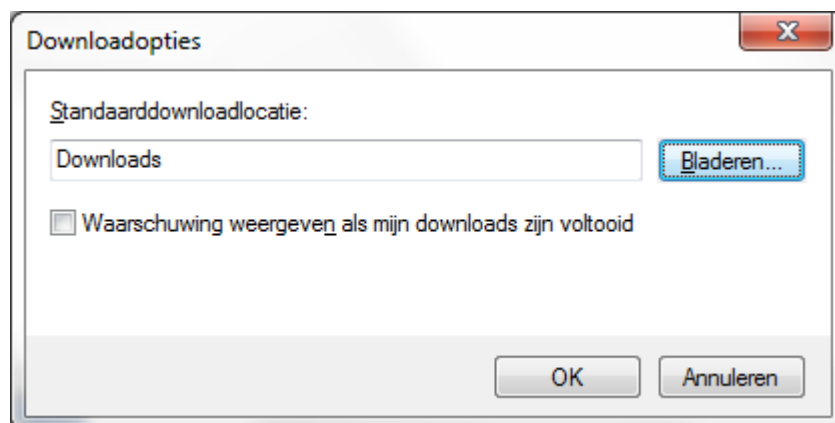 Downloadopties
Standaarddownloadlocatie:
Downloads
Bladeren...
Waarschuwing weergeven als mijn downloads zijn voltooid
OK
Annuleren